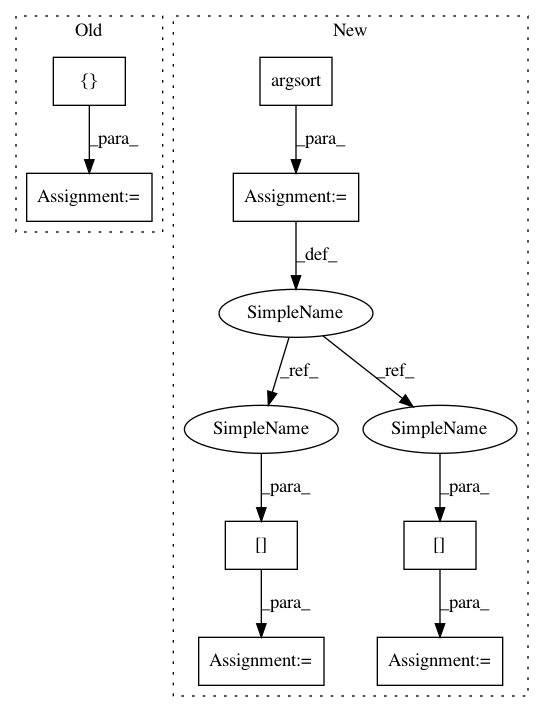 Old
New
{}
argsort
_para_
_para_
Assignment:=
Assignment:=
_def_
SimpleName
_ref_
_ref_
SimpleName
SimpleName
_para_
_para_
[]
[]
_para_
_para_
Assignment:=
Assignment:=